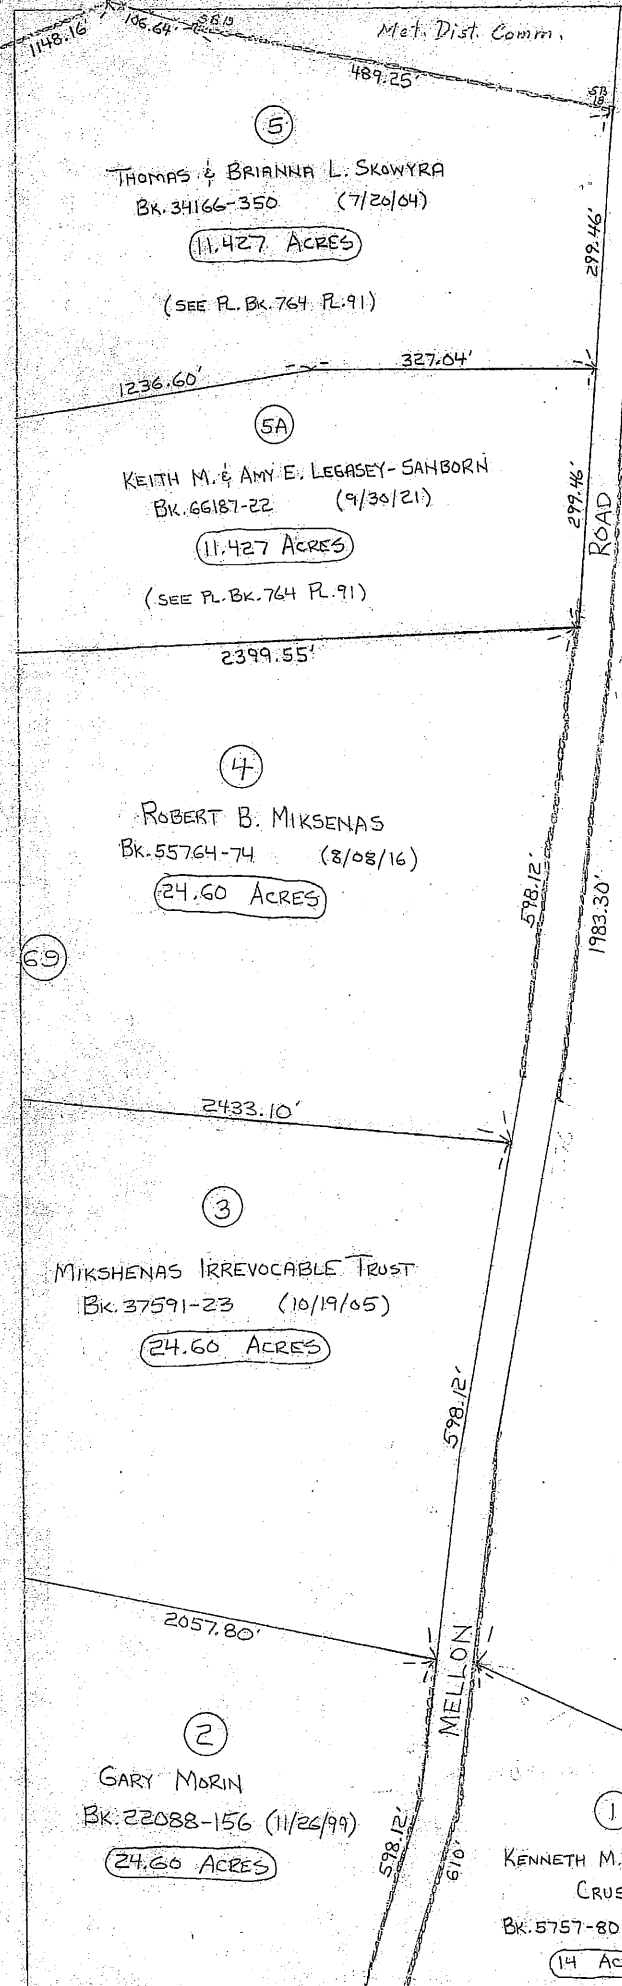 Met. Dist. Comm.
1148.16'
106.64'
S.B.D
489.25'
5
THOMAS & BRIANNA L. SKOWYRA
BK. 34166-350 (7/20/04)
11.427 ACRES
(SEE PL. BK. 764 PL. 91)
299.46'
1236.60'
327.04'
5A
KEITH M. & AMY E. LEGASEY-SANBORN
BK. 66187-22 (9/30/21)
11.427 ACRES
(SEE PL. BK. 764 PL. 91)
299.46'
ROAD
2399.55'
4
ROBERT B. MIKSENAS
BK. 55764-74 (8/08/16)
24.60 ACRES
598.12'
1983.30'
69
2433.10'
3
MIKSHENAS IRREVOCABLE TRUST
BK. 37591-23 (10/19/05)
24.60 ACRES
598.12'
2057.80'
MELLON
2
GARY MORIN
BK. 22088-156 (11/26/99)
24.60 ACRES
598.12'
610'
1
KENNETH M.
CRUS
BK. 5757-80
14 AC